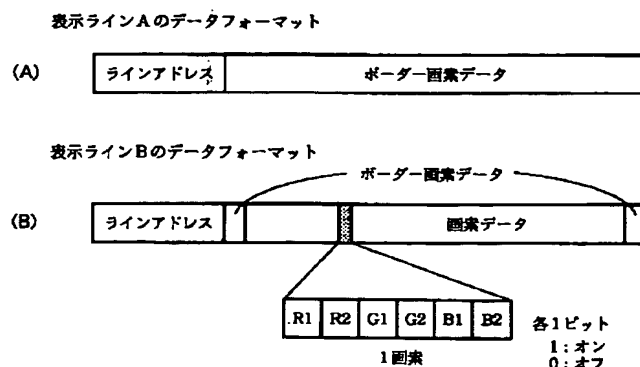 表示ラインAのデータフォーマット
(A)
ラインアドレス ボーダー画素データ
表示ラインBのデータフォーマット
ボーダー画素データ
(B)
ラインアドレス 画素データ
R1 R2 G1 G2 B1 B2
1画素
各1ビット
1:オン
0:オフ